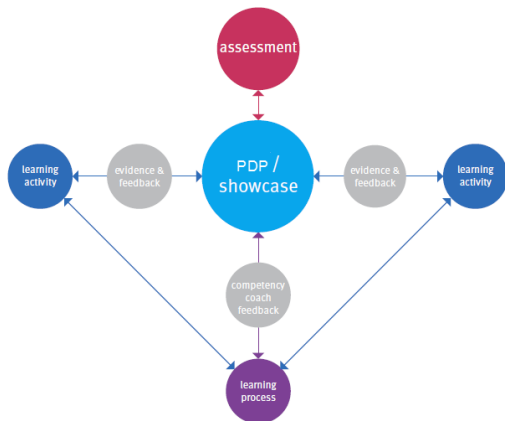 assessment
PDP /
showcase
learning
activity
evidence &
feedback
evidence &
feedback
learning
activity
competency
coach
feedback
learning
process